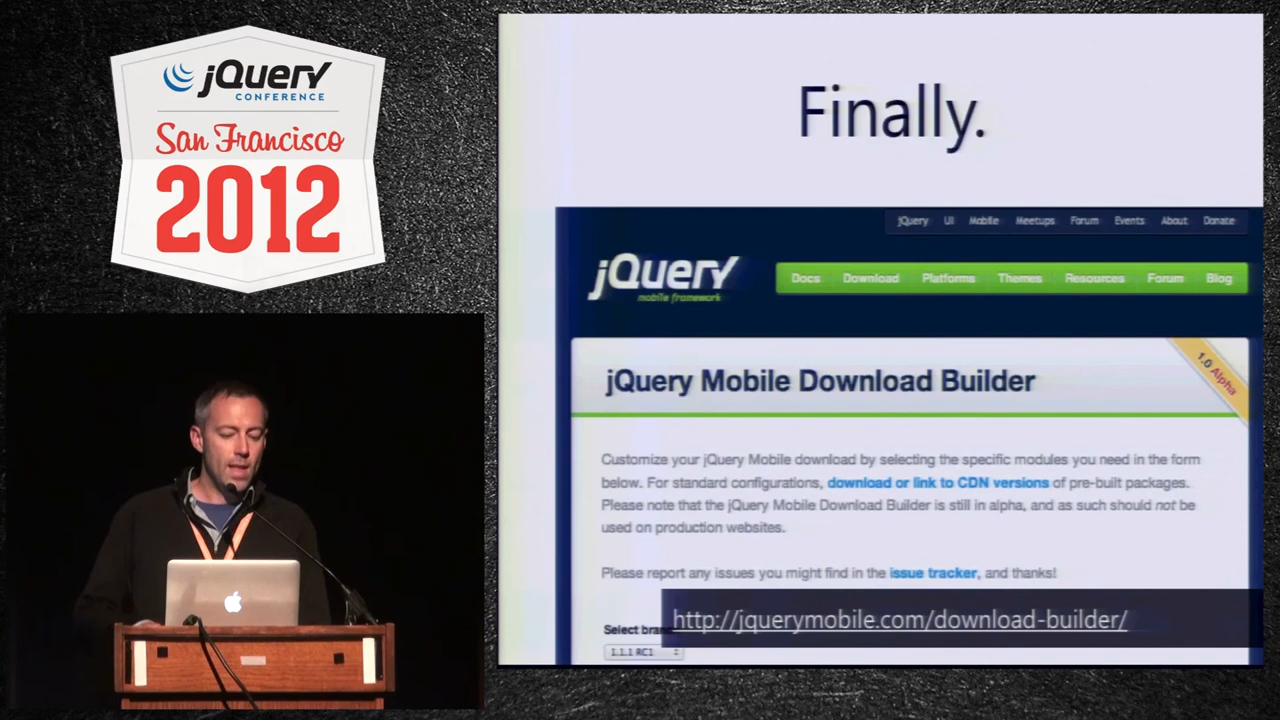 jQuery
CONFERENCE
San Francisco
2012
Finally.
jQuery UI Mobile Meetups Forum Events About Donate
jQuery
mobile framework
Docs Download Platforms Themes Resources Forum Blog
1.0 Alpha
jQuery Mobile Download Builder
Customize your jQuery Mobile download by selecting the specific modules you need in the form
below. For standard configurations, download or link to CDN versions of pre-built packages.
Please note that the jQuery Mobile Download Builder is still in alpha, and as such should not be
used on production websites.
Please report any issues you might find in the issue tracker, and thanks!
http://jquerymobile.com/download-builder/
Select
1.1.1 RC1